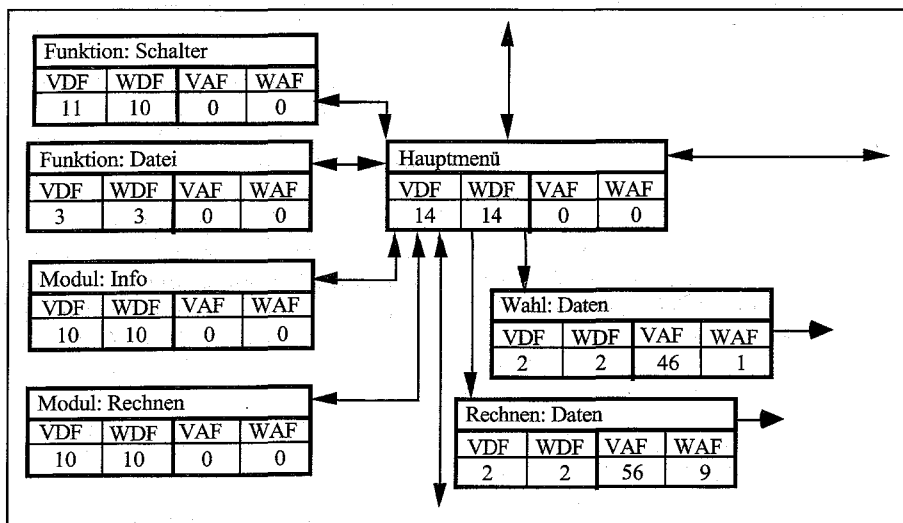 Funktion: Schalter
VDF WDF VAF WAF
11 10 0 0
Funktion: Datei
VDF WDF VAF WAF
3 3 0 0
Hauptmenü
VDF WDF VAF WAF
14 14 0 0
Modul: Info
VDF WDF VAF WAF
10 10 0 0
Wahl: Daten
VDF WDF VAF WAF
2 2 46 1
Modul: Rechnen
VDF WDF VAF WAF
10 10 0 0
Rechnen: Daten
VDF WDF VAF WAF
2 2 56 9